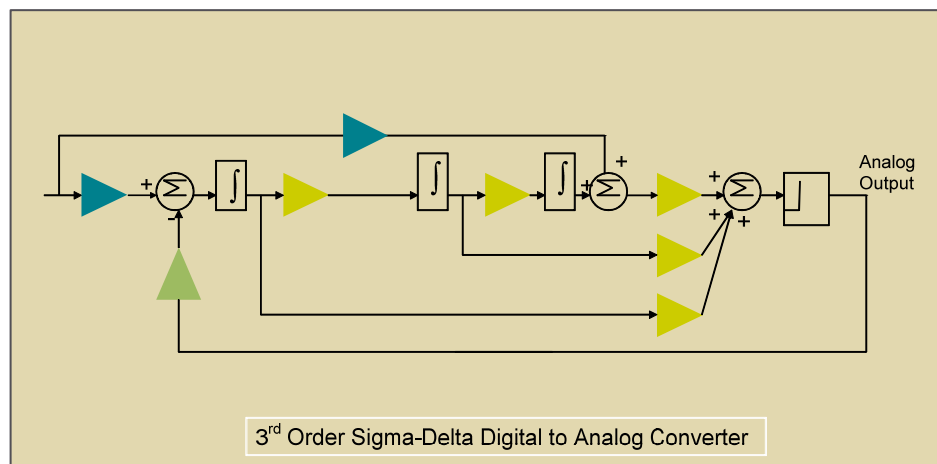 Analog
Output
+
+
+
+
+
+
-
Σ
Σ
Σ
∫
∫
∫
3rd Order Sigma-Delta Digital to Analog Converter